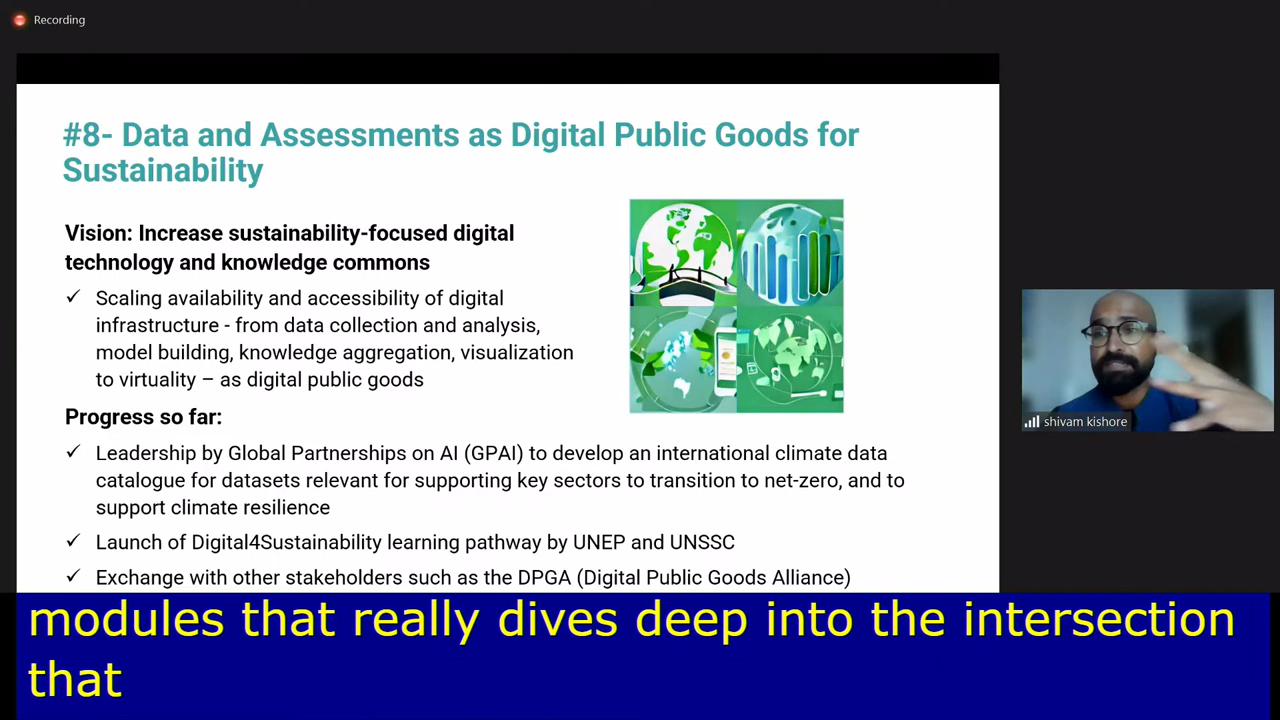 Recording
#8- Data and Assessments as Digital Public Goods for
Sustainability
Vision: Increase sustainability-focused digital
technology and knowledge commons
✓ Scaling availability and accessibility of digital
infrastructure - from data collection and analysis,
model building, knowledge aggregation, visualization
to virtuality – as digital public goods
Progress so far:
✓ Leadership by Global Partnerships on AI (GPAI) to develop an international climate data
catalogue for datasets relevant for supporting key sectors to transition to net-zero, and to
support climate resilience
✓ Launch of Digital4Sustainability learning pathway by UNEP and UNSSC
✓ Exchange with other stakeholders such as the DPGA (Digital Public Goods Alliance)
shivam kishore
modules that really dives deep into the intersection
that